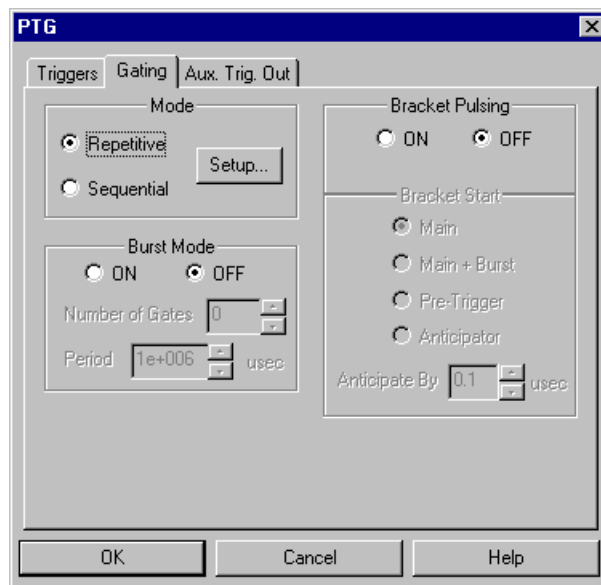 PTG
Triggers Gating Aux. Trig. Out
Mode
Repetitive
Setup...
Sequential
Burst Mode
ON OFF
Number of Gates 0
Period 1e+006 usec
Bracket Pulsing
ON OFF
Bracket Start
Main
Main + Burst
Pre-Trigger
Anticipator
Anticipate By 0.1 usec
OK Cancel Help